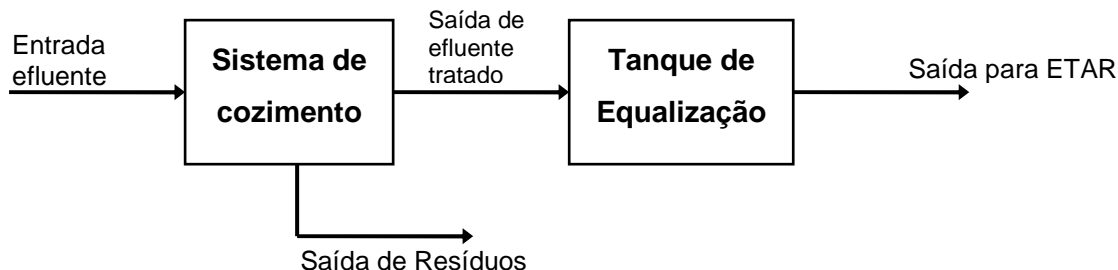 Entrada
efluente
Sistema de
cozimento
Saída de
efluente
tratado
Tanque de
Equalização
Saída para ETAR
Saída de Resíduos